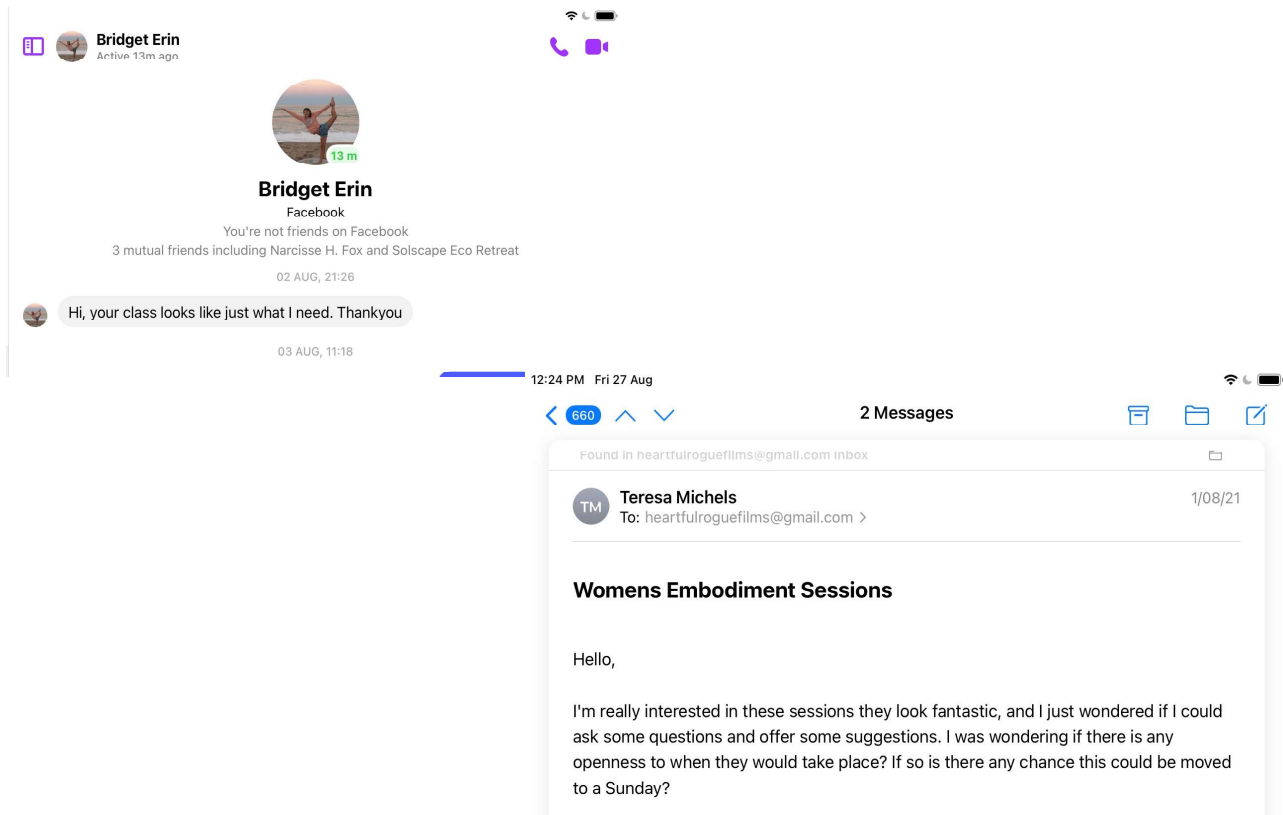 Bridget Erin
Active 13m ago
13 m
Bridget Erin
Facebook
You're not friends on Facebook
3 mutual friends including Narcisse H. Fox and Solscape Eco Retreat
02 AUG, 21:26
Hi, your class looks like just what I need. Thankyou
03 AUG, 11:18
12:24 PM Fri 27 Aug
660
2 Messages
Found in heartfulroguefilms@gmail.com Inbox
TM
Teresa Michels
1/08/21
To: heartfulroguefilms@gmail.com
Womens Embodiment Sessions
Hello,
I'm really interested in these sessions they look fantastic, and I just wondered if I could
ask some questions and offer some suggestions. I was wondering if there is any
openness to when they would take place? If so is there any chance this could be moved
to a Sunday?